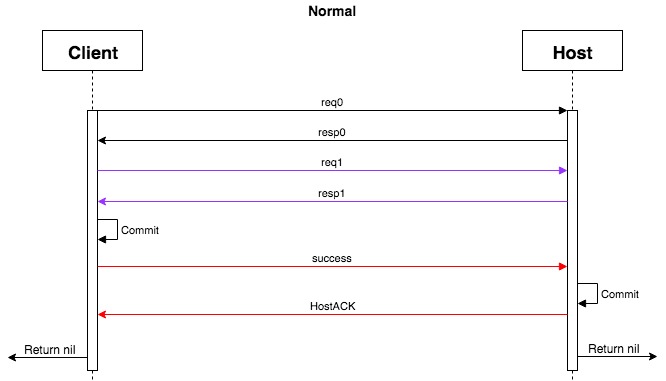 Normal
Client
Host
req0
resp0
req1
resp1
Commit
success
Commit
HostACK
Return nil
Return nil